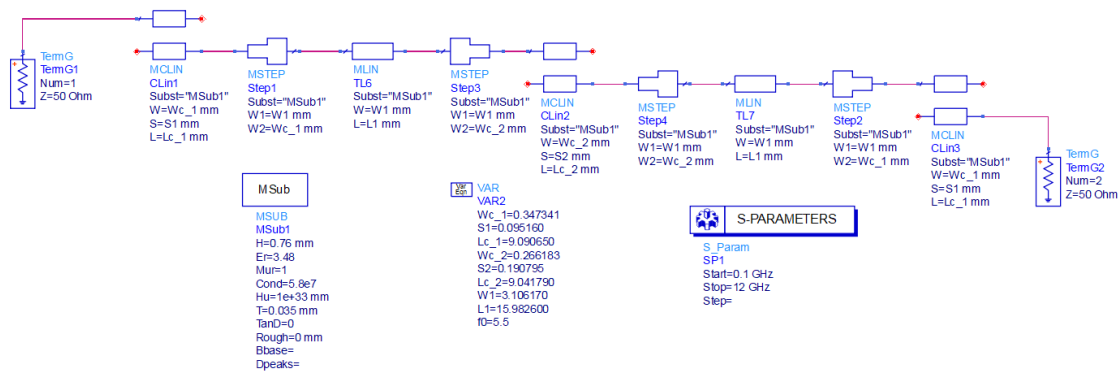 TermG
TermG1
Num=1
Z=50 Ohm
MCLIN
CLin1
Subst="MSub1"
W=Wc_1 mm
S=S1 mm
L=Lc_1 mm
MSTEP
Step1
Subst="MSub1"
W1=W1 mm
W2=Wc_1 mm
MLIN
TL6
Subst="MSub1"
W=W1 mm
L=L1 mm
MSTEP
Step3
Subst="MSub1"
W1=W1 mm
W2=Wc_2 mm
MCLIN
CLin2
Subst="MSub1"
W=Wc_2 mm
S=S2 mm
L=Lc_2 mm
MSTEP
Step4
Subst="MSub1"
W1=W1 mm
W2=Wc_2 mm
MLIN
TL7
Subst="MSub1"
W=W1 mm
L=L1 mm
MSTEP
Step2
Subst="MSub1"
W1=W1 mm
W2=Wc_1 mm
MCLIN
CLin3
Subst="MSub1"
W=Wc_1 mm
S=S1 mm
L=Lc_1 mm
TermG
TermG2
Num=2
Z=50 Ohm
MSub
MSUB
MSub1
H=0.76 mm
Er=3.48
Mur=1
Cond=5.8e7
Hu=1e+33 mm
T=0.035 mm
TanD=0
Rough=0 mm
Bbase=
Dpeaks=
Var
Eqn
VAR
VAR2
Wc_1=0.347341
S1=0.095160
Lc_1=9.090650
Wc_2=0.266183
S2=0.190795
Lc_2=9.041790
W1=3.106170
L1=15.982600
f0=5.5
S-PARAMETERS
S_Param
SP1
Start=0.1 GHz
Stop=12 GHz
Step=